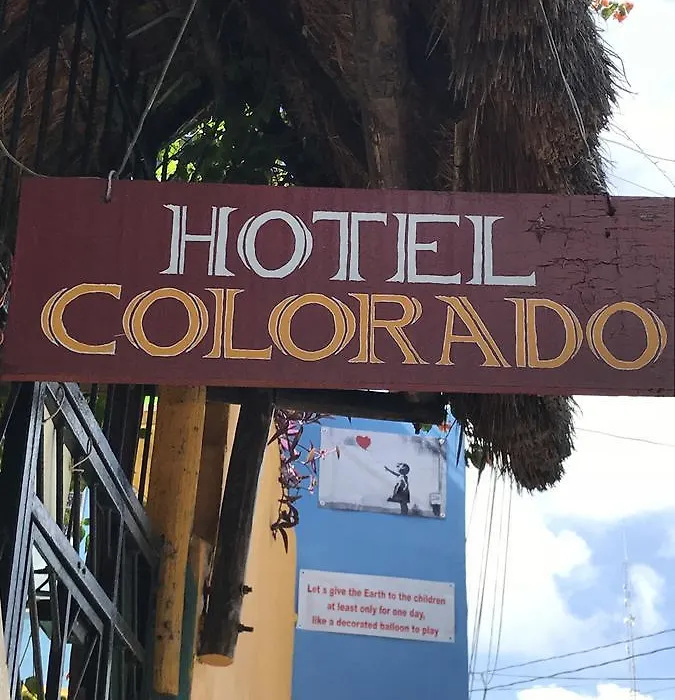 HOTEL
COLORADO
Let s give the Earth to the children
at least only for one day,
like a decorated balloon to play